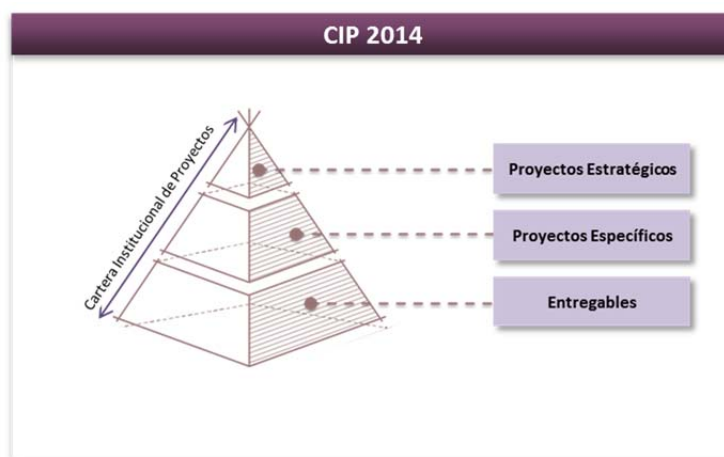 CIP 2014
Cartera Institucional de Proyectos
Proyectos Estratégicos
Proyectos Específicos
Entregables